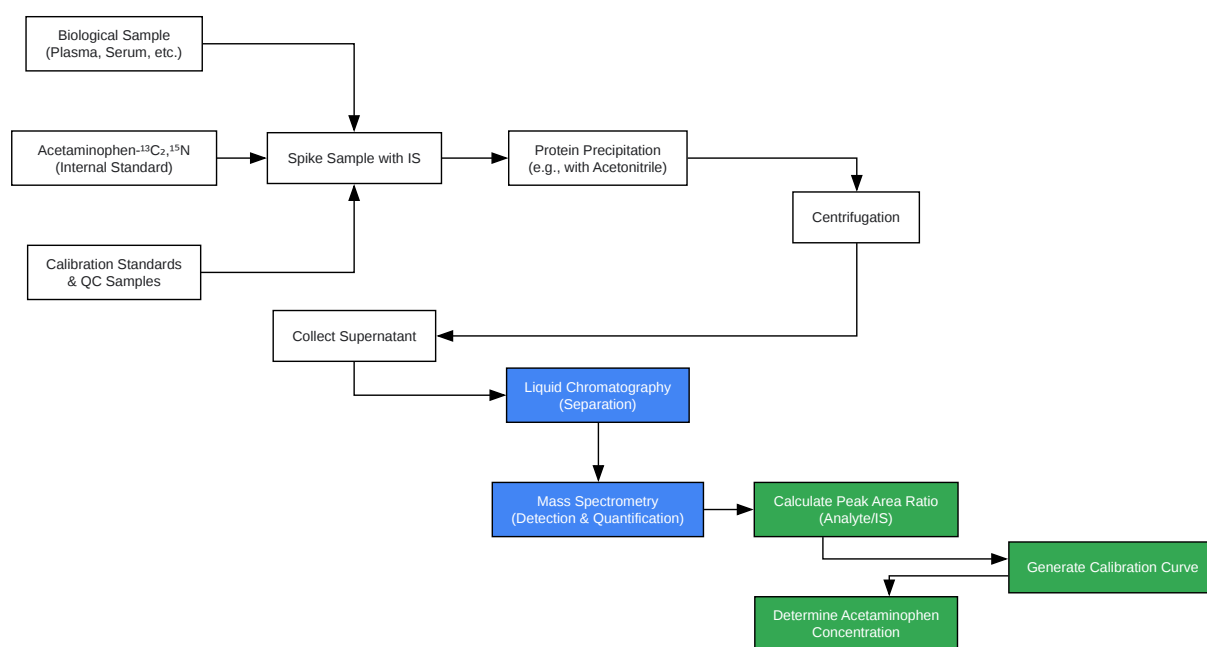 Biological Sample
(Plasma, Serum, etc.)
Acetaminophen-¹³C₂,¹⁵N
(Internal Standard)
Spike Sample with IS
Protein Precipitation
(e.g., with Acetonitrile)
Centrifugation
Calibration Standards
& QC Samples
Collect Supernatant
Liquid Chromatography
(Separation)
Mass Spectrometry
(Detection & Quantification)
Calculate Peak Area Ratio
(Analyte/IS)
Generate Calibration Curve
Determine Acetaminophen
Concentration